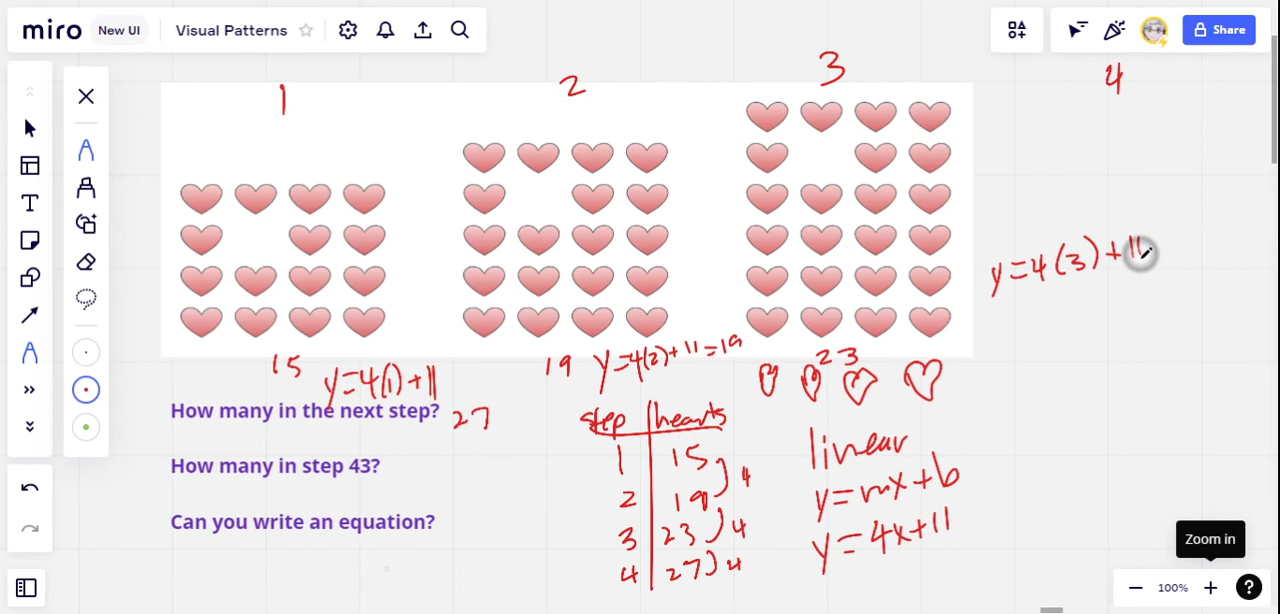 miro New UI Visual Patterns
Share
1
2
3
4
y=4(3)+11
15
y=4(1)+11
19
y=4(2)+11=19
23
How many in the next step?
27
How many in step 43?
Can you write an equation?
step hearts
1 15
2 19
3 23
4 27
4
4
4
linear
y=mx+b
y=4x+11
Zoom in
100%